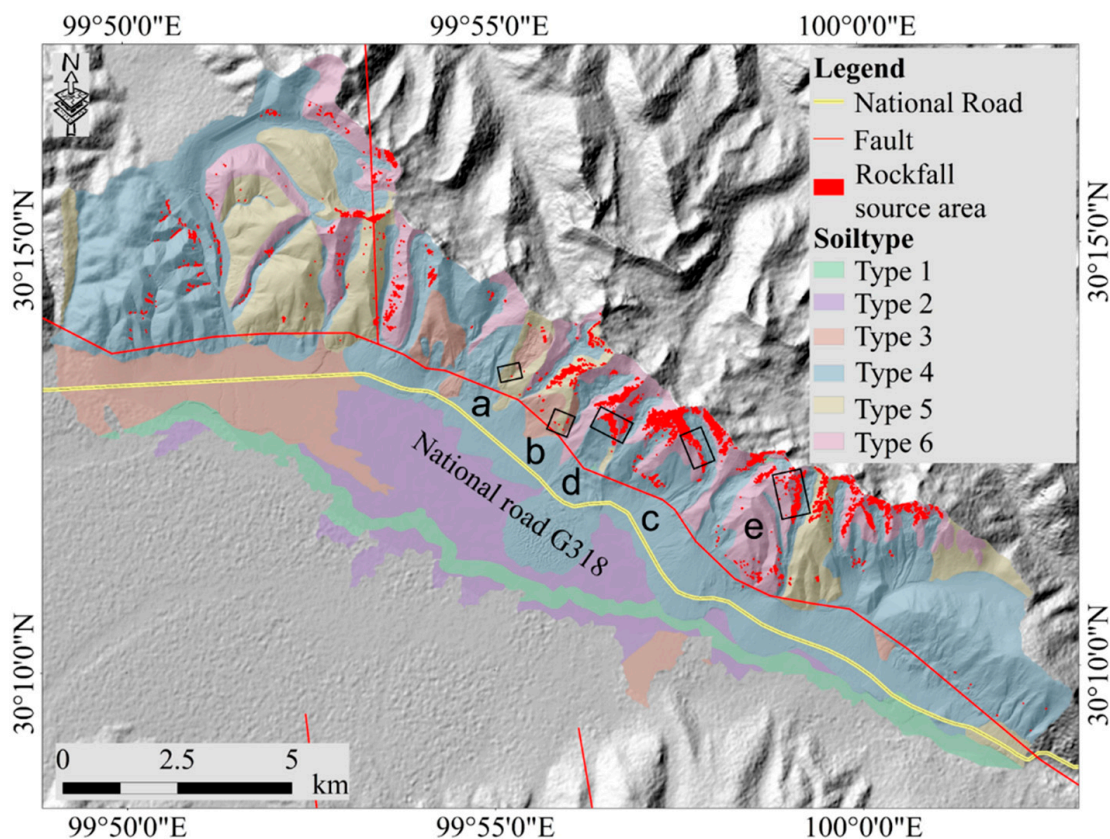 99°50'0"E 99°55'0"E 100°0'0"E
N
Legend
National Road
Fault
Rockfall
source area
Soiltype
Type 1
Type 2
Type 3
Type 4
Type 5
Type 6
30°15'0"N
30°15'0"N
a
b
d
c
e
National road G318
30°10'0"N
30°10'0"N
0 2.5 5
km
99°50'0"E 99°55'0"E 100°0'0"E